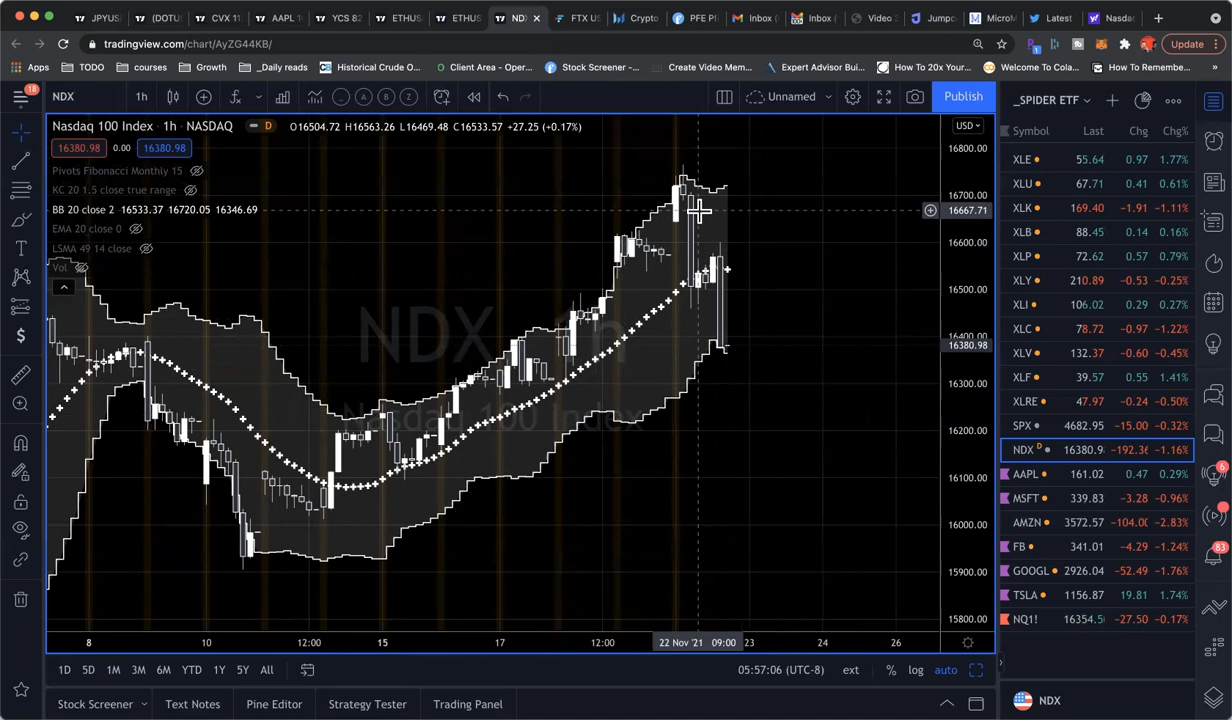 JPYUS
(DOTU
CVX 11
AAPL 1
YCS 82
ETHUS
ETHUS
NDX
FTX US
Crypto
PFE Pf
Inbox (
Inbox (
Video 3
Jumpc
MicroM
Latest
Nasda
tradingview.com/chart/AyZG44KB/
Update
Apps
TODO
courses
Growth
_Daily reads
Historical Crude O...
Client Area - Oper...
Stock Screener -...
Create Video Mem...
Expert Advisor Bui...
How To 20x Your...
Welcome To Cola...
How To Remembe...
»
18
NDX
1h
Unnamed
Publish
_SPIDER ETF
Nasdaq 100 Index · 1h · NASDAQ
D
O16504.72 H16563.26 L16469.48 C16533.57 +27.25 (+0.17%)
USD
16380.98
0.00
16380.98
Pivots Fibonacci Monthly 15
KC 20 1.5 close true range
BB 20 close 2 16533.37 16720.05 16346.69
EMA 20 close 0
LSMA 49 14 close
Vol
NDX 1h
Nasdaq 100 Index
16800.00
16700.00
16667.71
16600.00
16500.00
16400.00
16380.98
16300.00
16200.00
16100.00
16000.00
15900.00
15800.00
8
10
12:00
15
17
12:00
22 Nov '21 09:00
23
24
26
1D
5D
1M
3M
6M
YTD
1Y
5Y
All
05:57:06 (UTC-8)
ext
%
log
auto
Stock Screener
Text Notes
Pine Editor
Strategy Tester
Trading Panel
Symbol Last Chg Chg%
XLE 55.64 0.97 1.77%
XLU 67.71 0.41 0.61%
XLK 169.40 −1.91 −1.11%
XLB 88.45 0.14 0.16%
XLP 72.62 0.57 0.79%
XLY 210.89 −0.53 −0.25%
XLI 106.02 0.29 0.27%
XLC 78.72 −0.97 −1.22%
XLV 132.37 −0.60 −0.45%
XLF 39.57 0.55 1.41%
XLRE 47.97 −0.24 −0.50%
SPX 4682.95 −15.00 −0.32%
NDX D 16380.9 −192.36 −1.16%
AAPL 161.02 0.47 0.29%
MSFT 339.83 −3.28 −0.96%
AMZN 3572.57 −104.00 −2.83%
FB 341.01 −4.29 −1.24%
GOOGL 2926.04 −52.49 −1.76%
TSLA 1156.87 19.81 1.74%
NQ1! 16354.5 −27.50 −0.17%
NDX
6
83